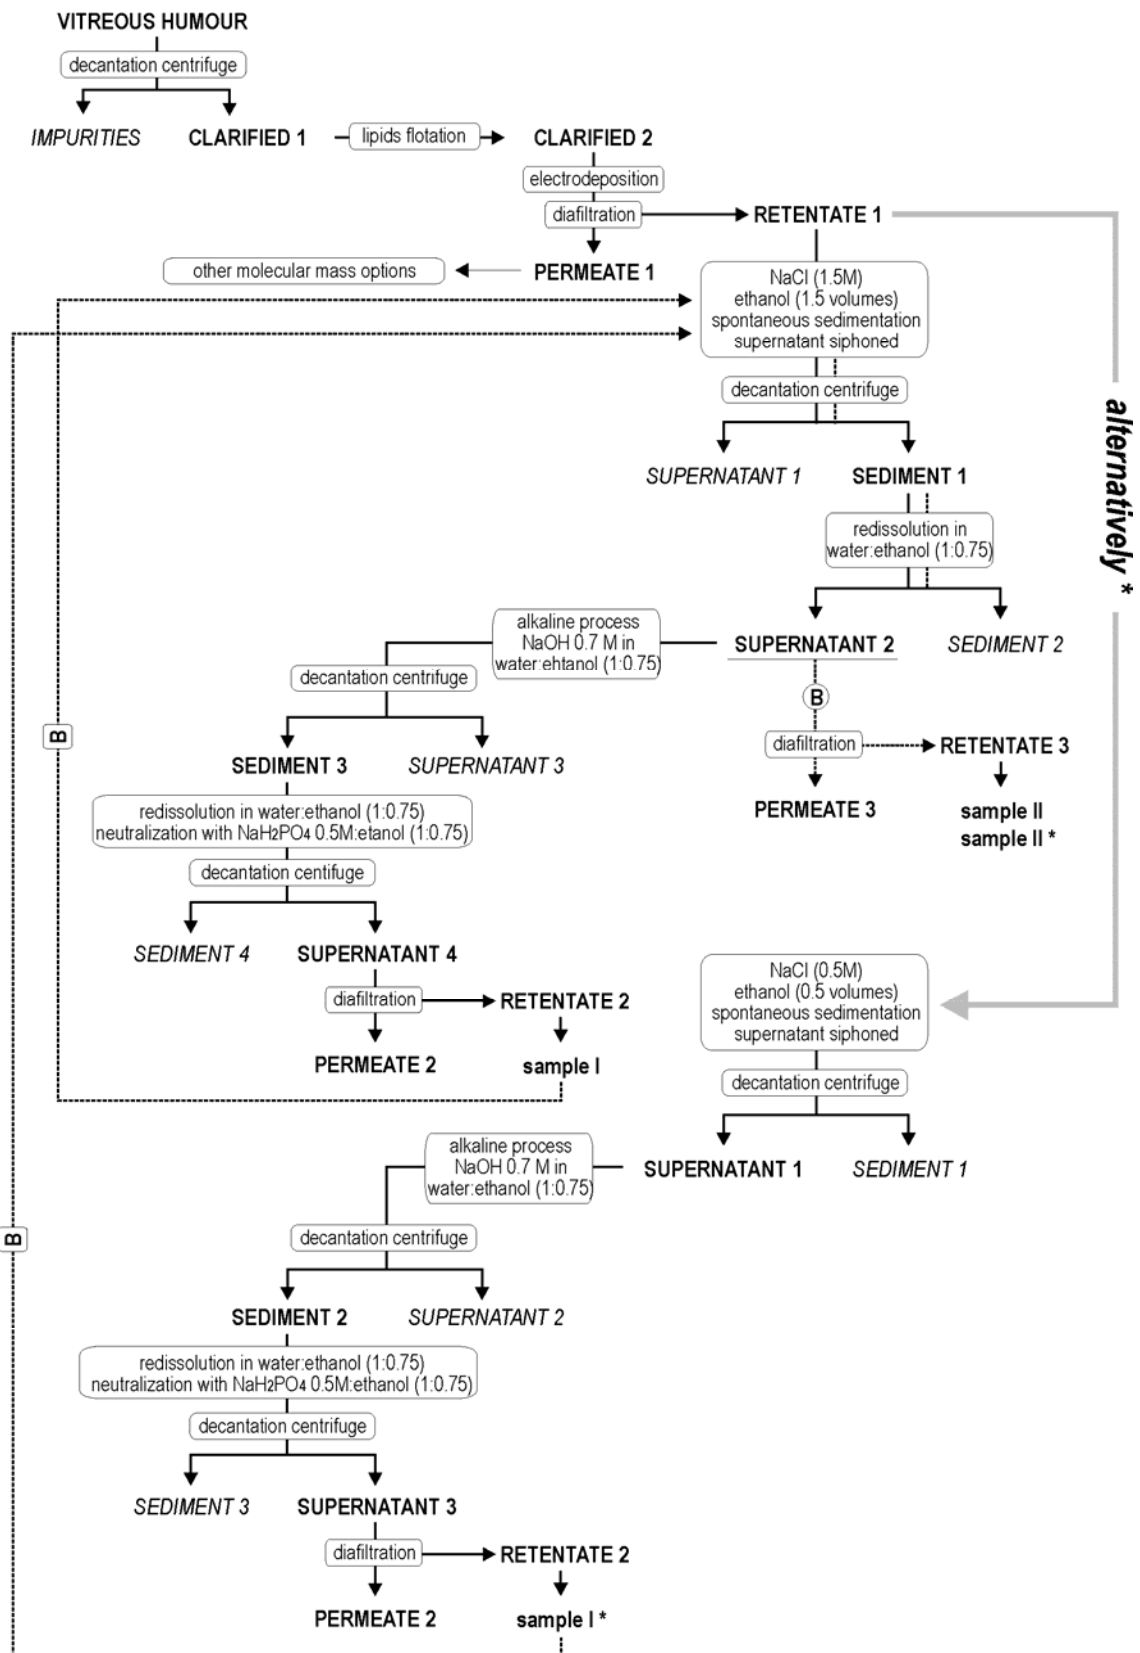 VITREOUS HUMOUR
decantation centrifuge
IMPURITIES
CLARIFIED 1
lipids flotation
CLARIFIED 2
electrodeposition
diafiltration
RETENTATE 1
other molecular mass options
PERMEATE 1
NaCl (1.5M)
ethanol (1.5 volumes)
spontaneous sedimentation
supernatant siphoned
decantation centrifuge
alternatively *
SUPERNATANT 1
SEDIMENT 1
redissolution in
water:ethanol (1:0.75)
alkaline process
NaOH 0.7 M in
water:ehtanol (1:0.75)
SUPERNATANT 2
SEDIMENT 2
decantation centrifuge
B
B
SEDIMENT 3
SUPERNATANT 3
diafiltration
RETENTATE 3
redissolution in water:ethanol (1:0.75)
neutralization with NaH2PO4 0.5M:etanol (1:0.75)
PERMEATE 3
sample II
sample II *
decantation centifuge
SEDIMENT 4
SUPERNATANT 4
NaCl (0.5M)
ethanol (0.5 volumes)
spontaneous sedimentation
supernatant siphoned
diafiltration
RETENTATE 2
PERMEATE 2
sample I
decantation centrifuge
alkaline process
NaOH 0.7 M in
water:ethanol (1:0.75)
SUPERNATANT 1
SEDIMENT 1
B
decantation centrifuge
SEDIMENT 2
SUPERNATANT 2
redissolution in water:ethanol (1:0.75)
neutralization with NaH2PO4 0.5M:ethanol (1:0.75)
decantation centrifuge
SEDIMENT 3
SUPERNATANT 3
diafiltration
RETENTATE 2
PERMEATE 2
sample I *